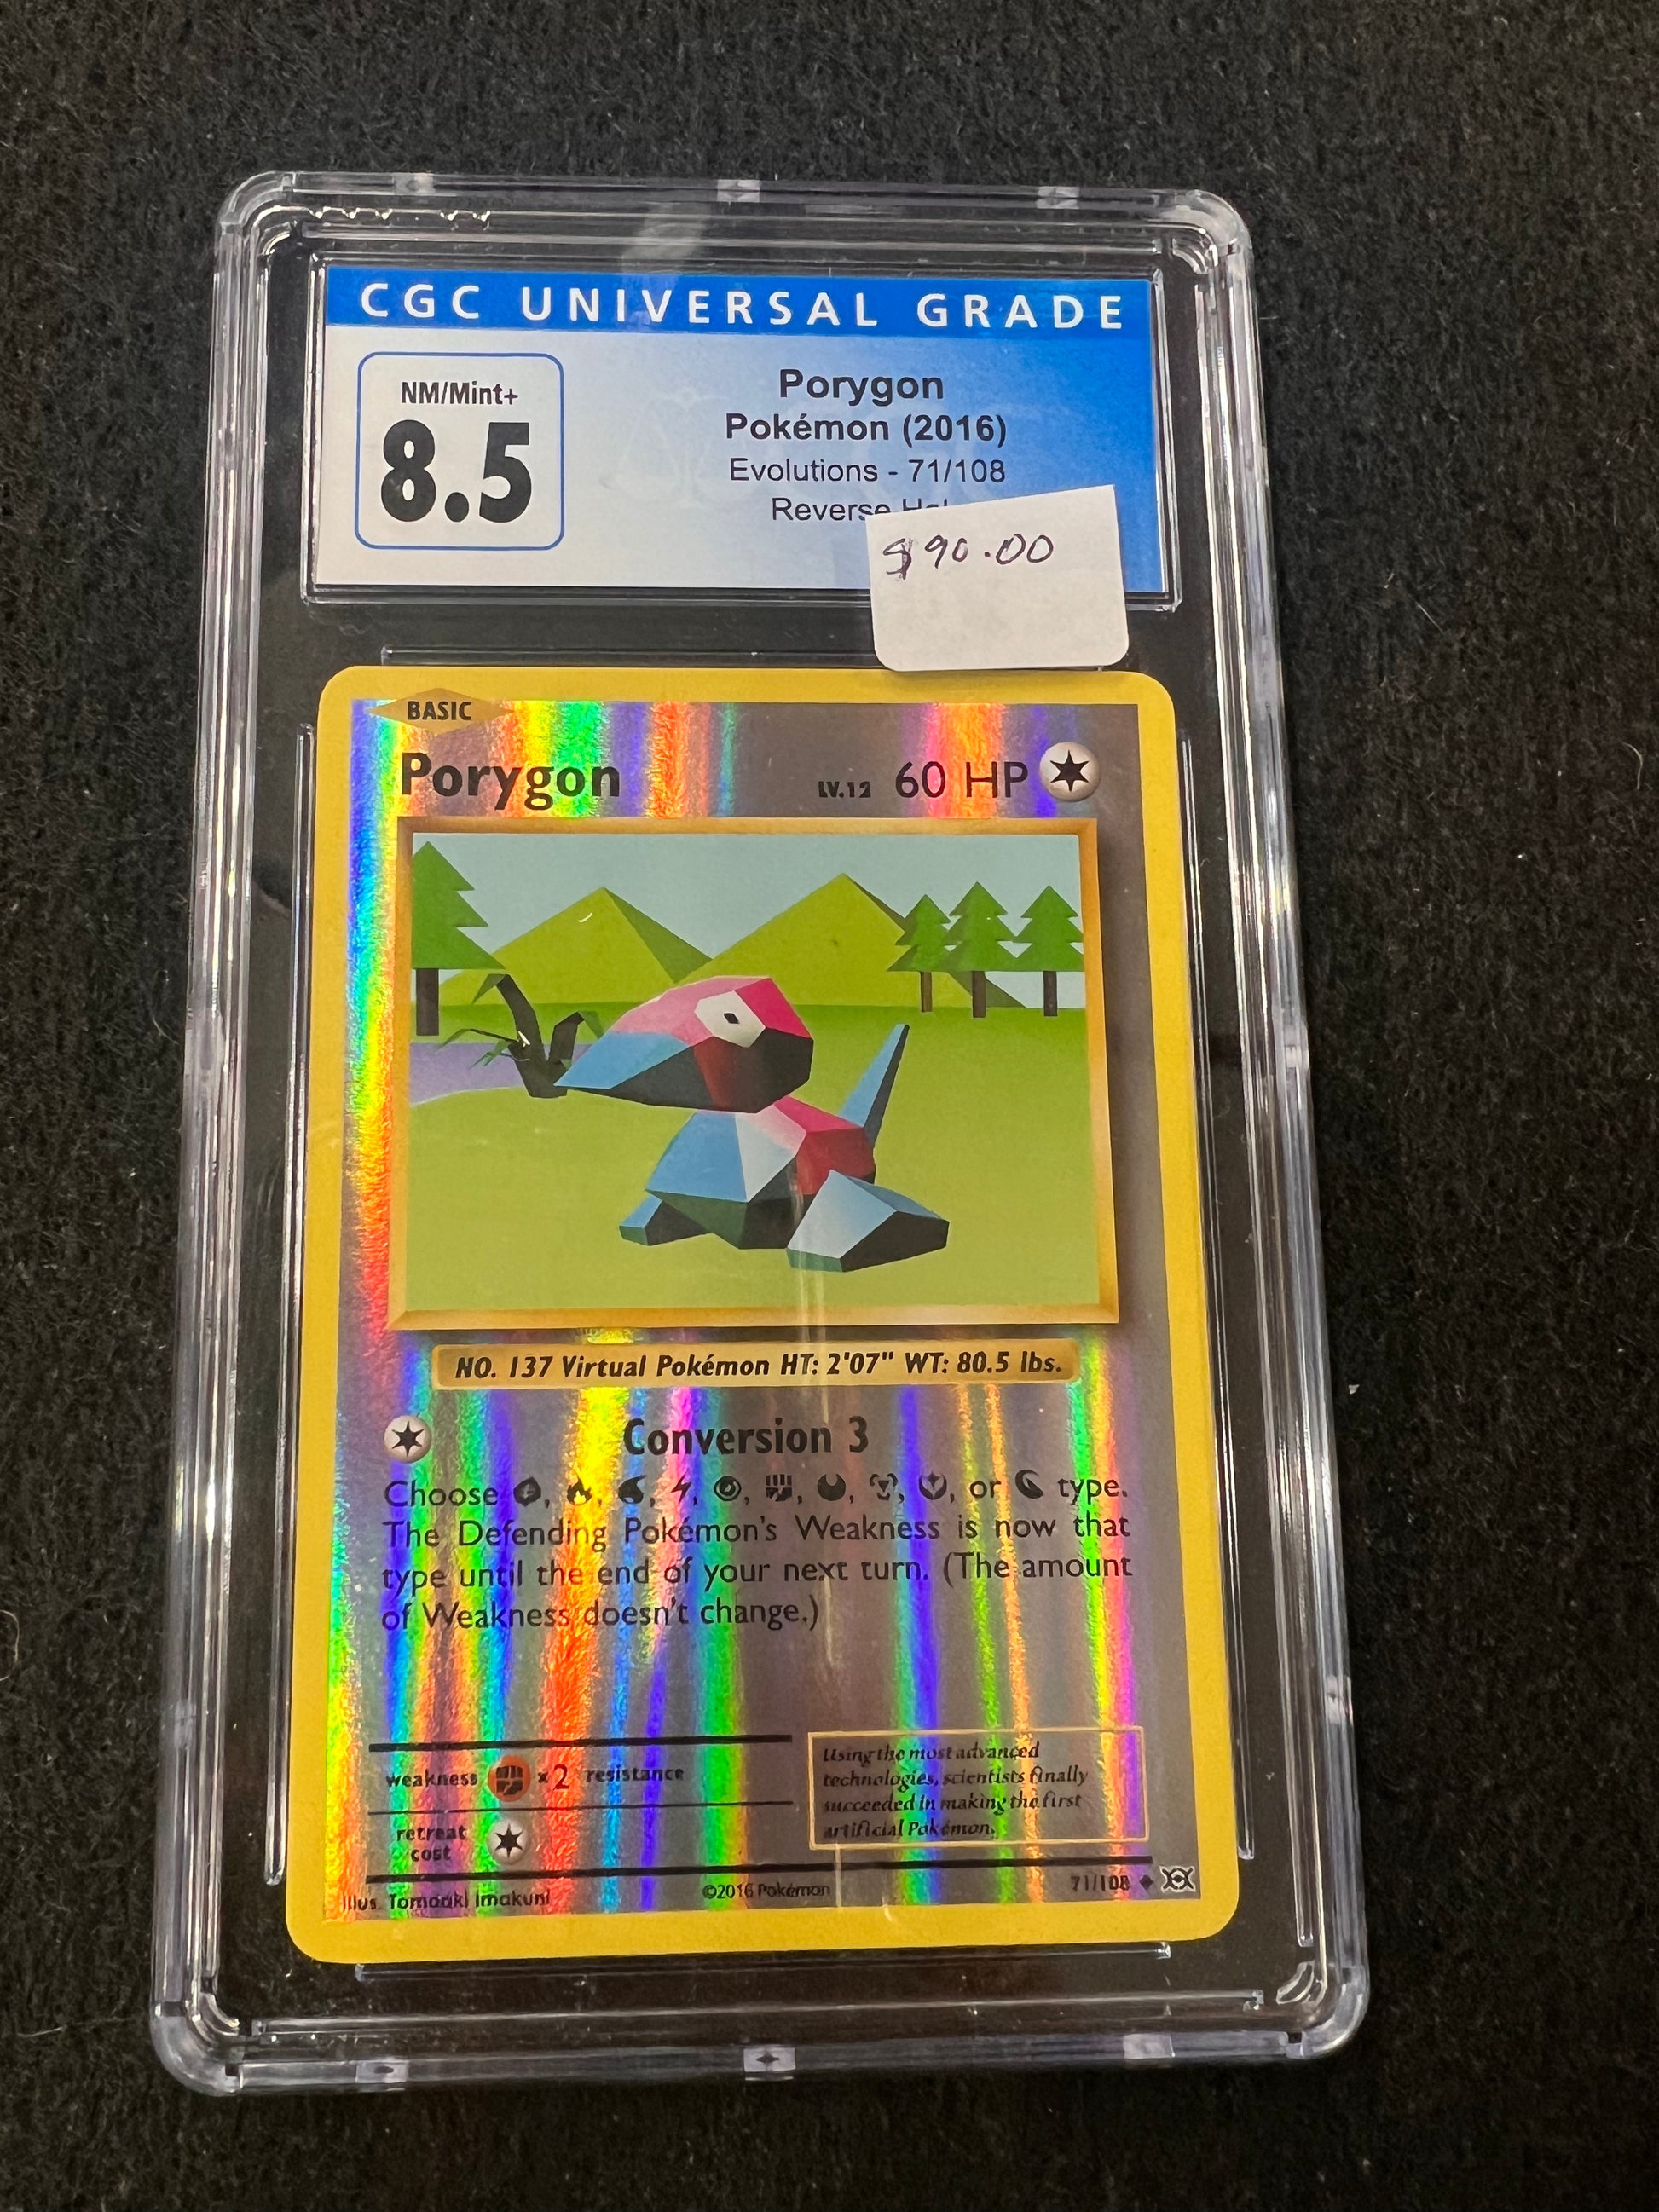 CGC UNIVERSAL GRADE
NM/Mint+
8.5
Porygon
Pokémon (2016)
Evolutions - 71/108
Reverse
$90.00
BASIC
Porygon LV.12 60 HP
NO. 137 Virtual Pokémon HT: 2'07" WT: 80.5 lbs.
Conversion 3
Choose , , , , , , , , , or type.
The Defending Pokémon's Weakness is now that
type until the end of your next turn. (The amount
of Weakness doesn't change.)
weakness x2 resistance
retreat
cost
Using the most advanced
technologies, scientists finally
succeeded in making the first
artificial Pokémon.
Illus. Tomoaki Imakuni
©2016 Pokémon
71/108